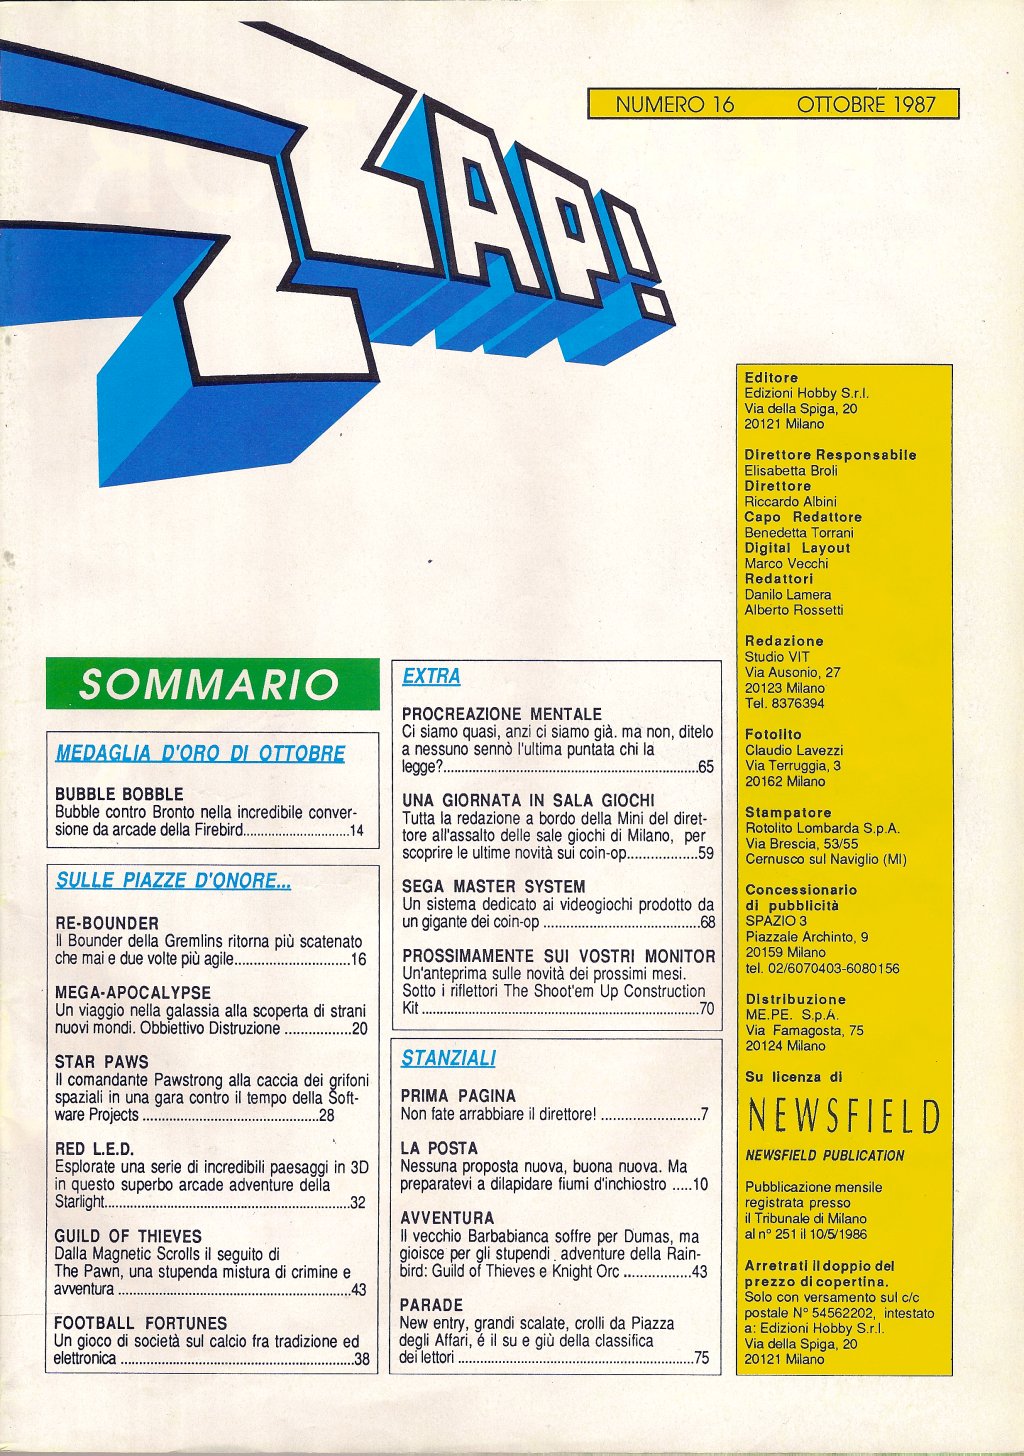 ZZAP!
NUMERO 16 OTTOBRE 1987
SOMMARIO
MEDAGLIA D'ORO DI OTTOBRE
BUBBLE BOBBLE
Bubble contro Bronto nella incredibile conver-
sione da arcade della Firebird............................14
SULLE PIAZZE D'ONORE...
RE-BOUNDER
Il Bounder della Gremlins ritorna più scatenato
che mai e due volte più agile..............................16
MEGA-APOCALYPSE
Un viaggio nella galassia alla scoperta di strani
nuovi mondi. Obbiettivo Distruzione .................20
STAR PAWS
Il comandante Pawstrong alla caccia dei grifoni
spaziali in una gara contro il tempo della Soft-
ware Projects .............................................28
RED L.E.D.
Esplorate una serie di incredibili paesaggi in 3D
in questo superbo arcade adventure della
Starlight...............................................................32
GUILD OF THIEVES
Dalla Magnetic Scrolls il seguito di
The Pawn, una stupenda mistura di crimine e
avventura ............................................................43
FOOTBALL FORTUNES
Un gioco di società sul calcio fra tradizione ed
elettronica ...............................................................38
EXTRA
PROCREAZIONE MENTALE
Ci siamo quasi, anzi ci siamo già. ma non, ditelo
a nessuno sennò l'ultima puntata chi la
legge?.................................................................65
UNA GIORNATA IN SALA GIOCHI
Tutta la redazione a bordo della Mini del diret-
tore all'assalto delle sale giochi di Milano, per
scoprire le ultime novità sui coin-op..................59
SEGA MASTER SYSTEM
Un sistema dedicato ai videogiochi prodotto da
un gigante dei coin-op ........................................68
PROSSIMAMENTE SUI VOSTRI MONITOR
Un'anteprima sulle novità dei prossimi mesi.
Sotto i riflettori The Shoot'em Up Construction
Kit ......................................................................70
STANZIALI
PRIMA PAGINA
Non fate arrabbiare il direttore! .........................7
LA POSTA
Nessuna proposta nuova, buona nuova. Ma
preparatevi a dilapidare fiumi d'inchiostro .....10
AVVENTURA
Il vecchio Barbabianca soffre per Dumas, ma
gioisce per gli stupendi adventure della Rain-
bird: Guild of Thieves e Knight Orc .................43
PARADE
New entry, grandi scalate, crolli da Piazza
degli Affari, é il su e giù della classifica
dei lettori ............................................................75
Editore
Edizioni Hobby S.r.l.
Via della Spiga, 20
20121 Milano
Direttore Responsabile
Elisabetta Broli
Direttore
Riccardo Albini
Capo Redattore
Benedetta Torrani
Digital Layout
Marco Vecchi
Redattori
Danilo Lamera
Alberto Rossetti
Redazione
Studio VIT
Via Ausonio, 27
20123 Milano
Tel. 8376394
Fotolito
Claudio Lavezzi
Via Terruggia, 3
20162 Milano
Stampatore
Rotolito Lombarda S.p.A.
Via Brescia, 53/55
Cernusco sul Naviglio (MI)
Concessionario
di pubblicità
SPAZIO 3
Piazzale Archinto, 9
20159 Milano
tel. 02/6070403-6080156
Distribuzione
ME.PE. S.p.A.
Via Famagosta, 75
20124 Milano
Su licenza di
NEWSFIELD
NEWSFIELD PUBLICATION
Pubblicazione mensile
registrata presso
il Tribunale di Milano
al n° 251 il 10/5/1986
Arretrati il doppio del
prezzo di copertina.
Solo con versamento sul c/c
postale N° 54562202, intestato
a: Edizioni Hobby S.r.l.
Via della Spiga, 20
20121 Milano